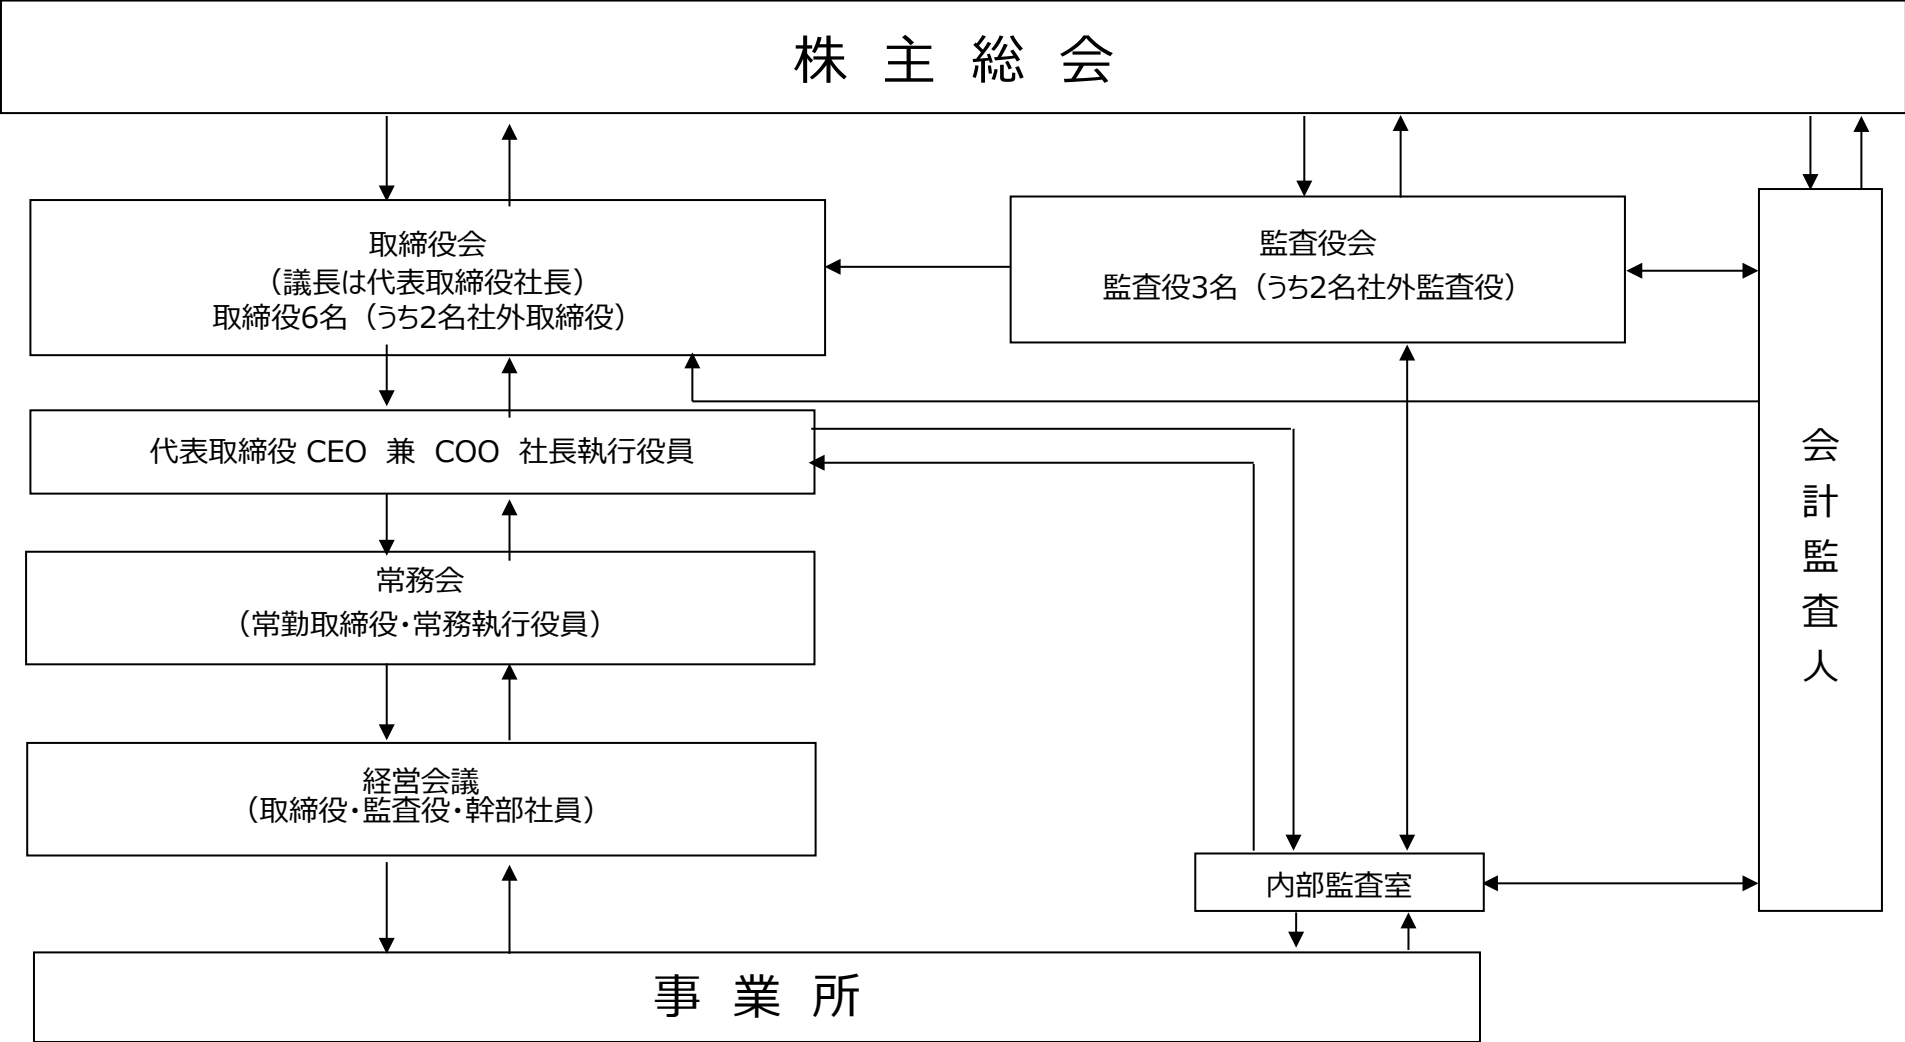 株 主 総 会
取締役会
（議長は代表取締役社長）
取締役6名（うち2名社外取締役）
監査役会
監査役3名（うち2名社外監査役）
代表取締役 CEO 兼 COO 社長執行役員
常務会
（常勤取締役・常務執行役員）
経営会議
（取締役・監査役・幹部社員）
会計監査人
内部監査室
事 業 所